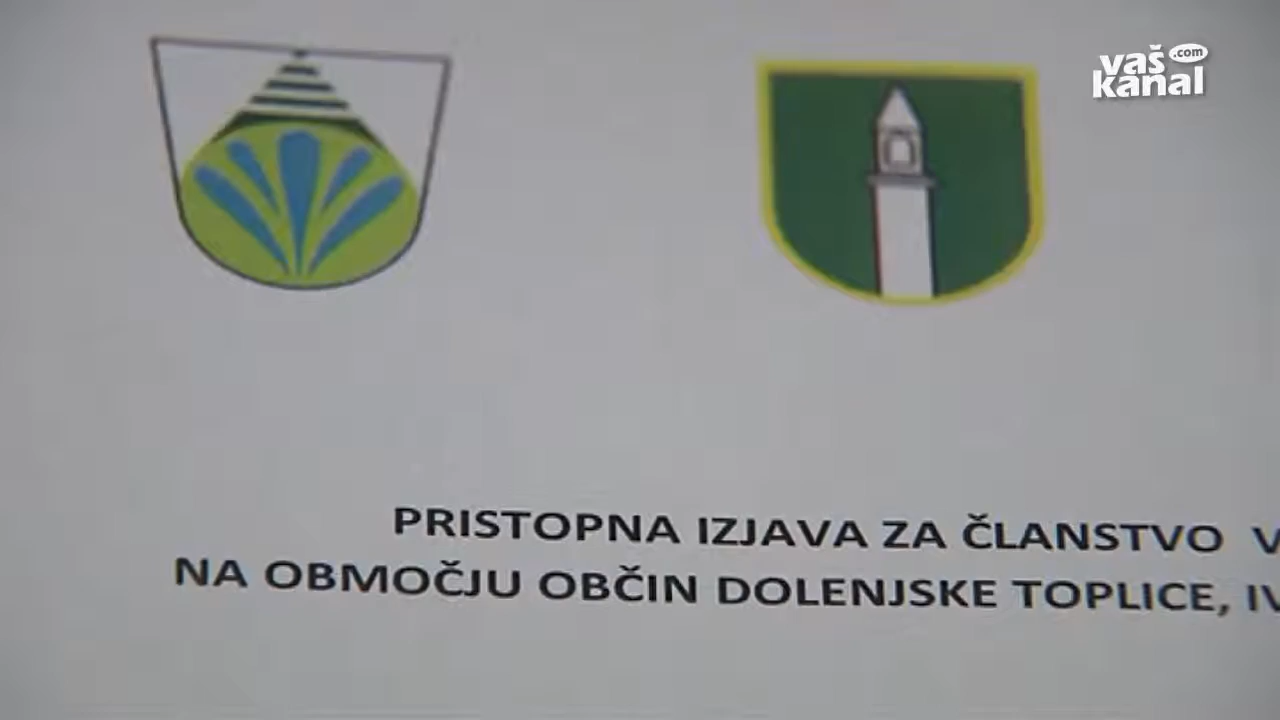 vaš .com
kanal
PRISTOPNA IZJAVA ZA ČLANSTVO V
NA OBMOČJU OBČIN DOLENJSKE TOPLICE,